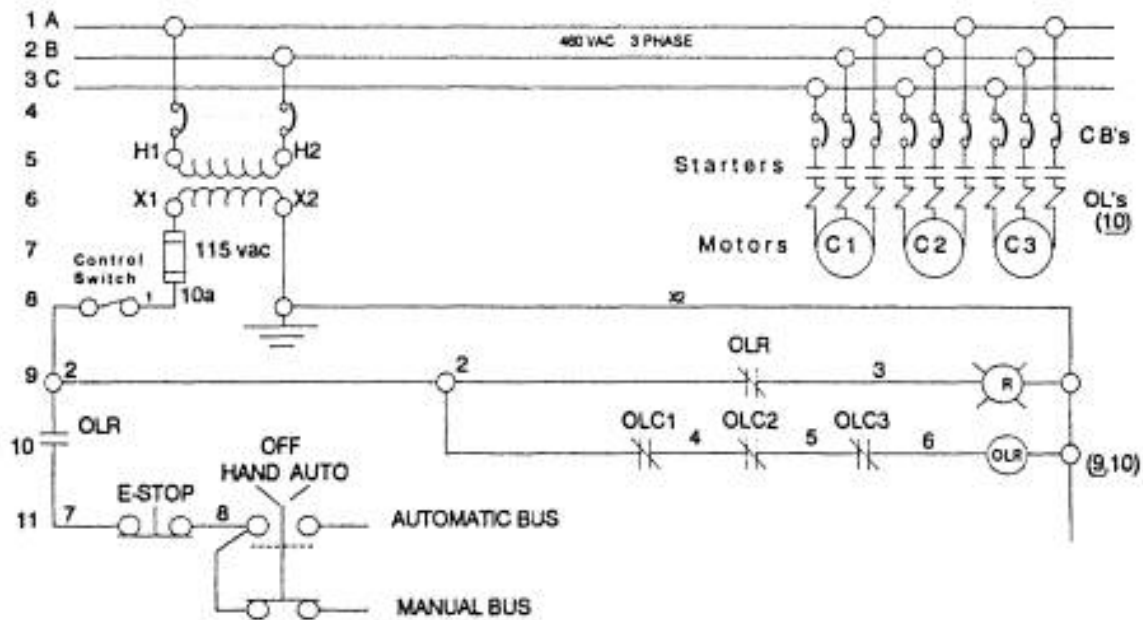 1 A
460 VAC 3 PHASE
2 B
3 C
4
CB's
H1 H2
5
Starters
6
X1 X2
OL's
(10)
7
Control
Switch
115 vac
Motors
C1 C2 C3
8
1
10a
X2
OLR
9
2
2
3
R
10
OLR
OLC1
4
OLC2
5
OLC3
6
OLR
(9,10)
OFF
HAND AUTO
E-STOP
11
7
8
AUTOMATIC BUS
MANUAL BUS